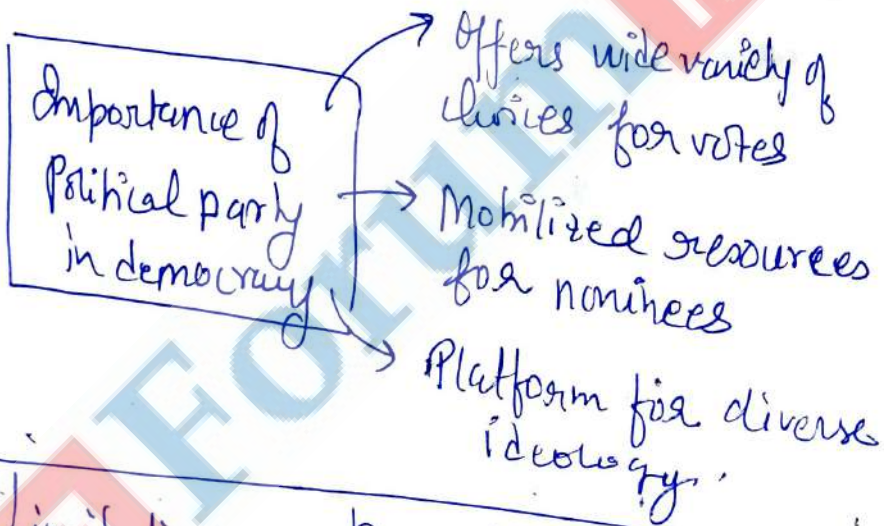 Importance of
Political party
in democracy
Offers wide variety of
choices for votes
Mobilized resources
for nominees
Platform for diverse
ideology.
Forum